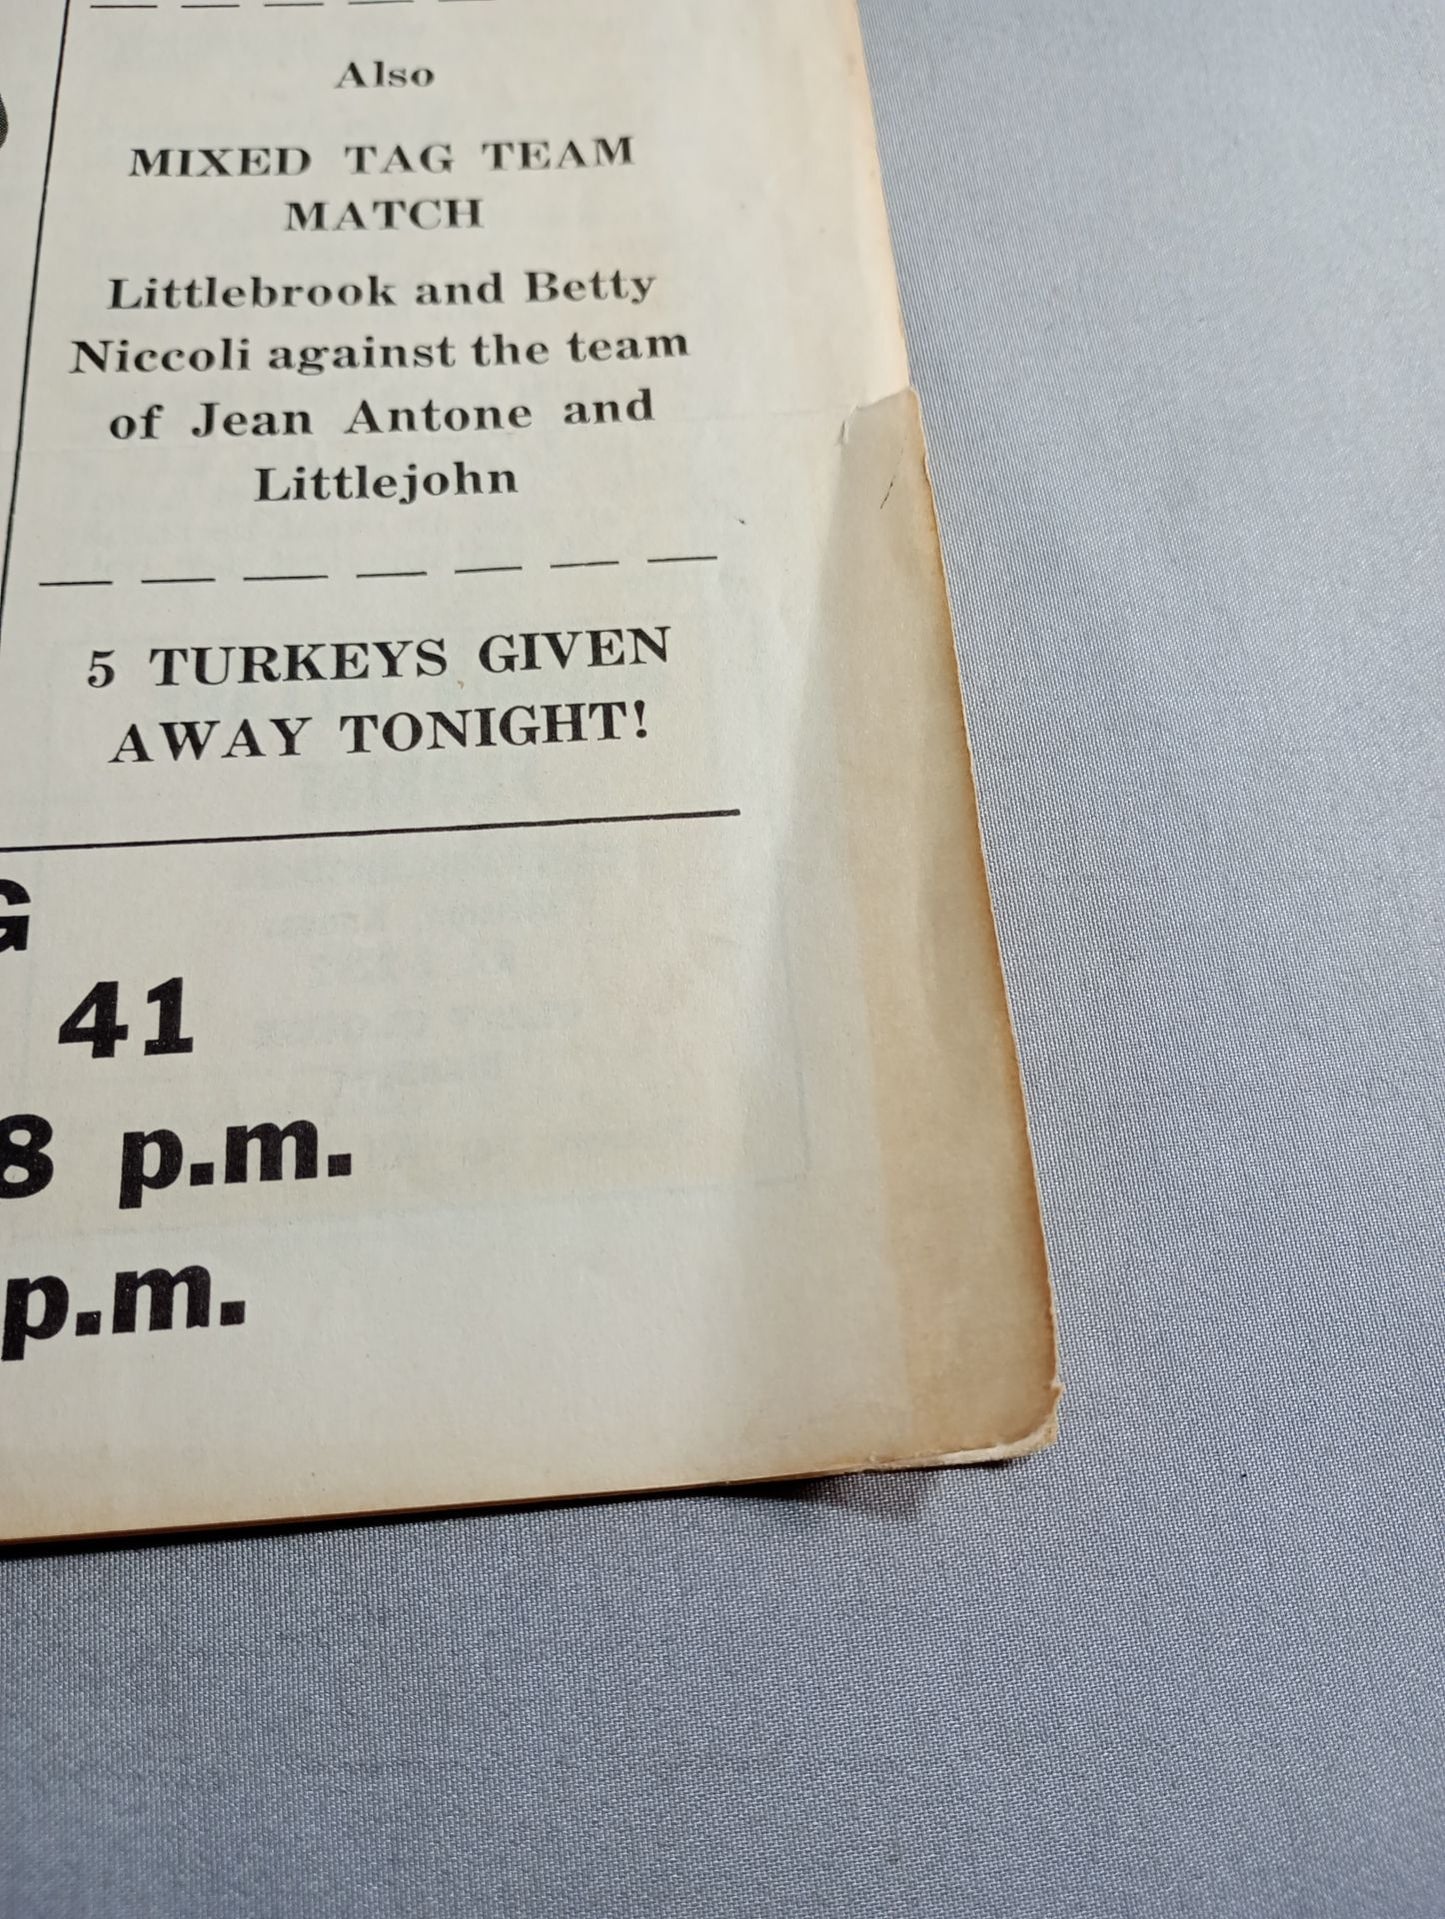 Also
MIXED TAG TEAM
MATCH
Littlebrook and Betty
Niccoli against the team
of Jean Antone and
Littlejohn
5 TURKEYS GIVEN
AWAY TONIGHT!
G
41
8 p.m.
p.m.